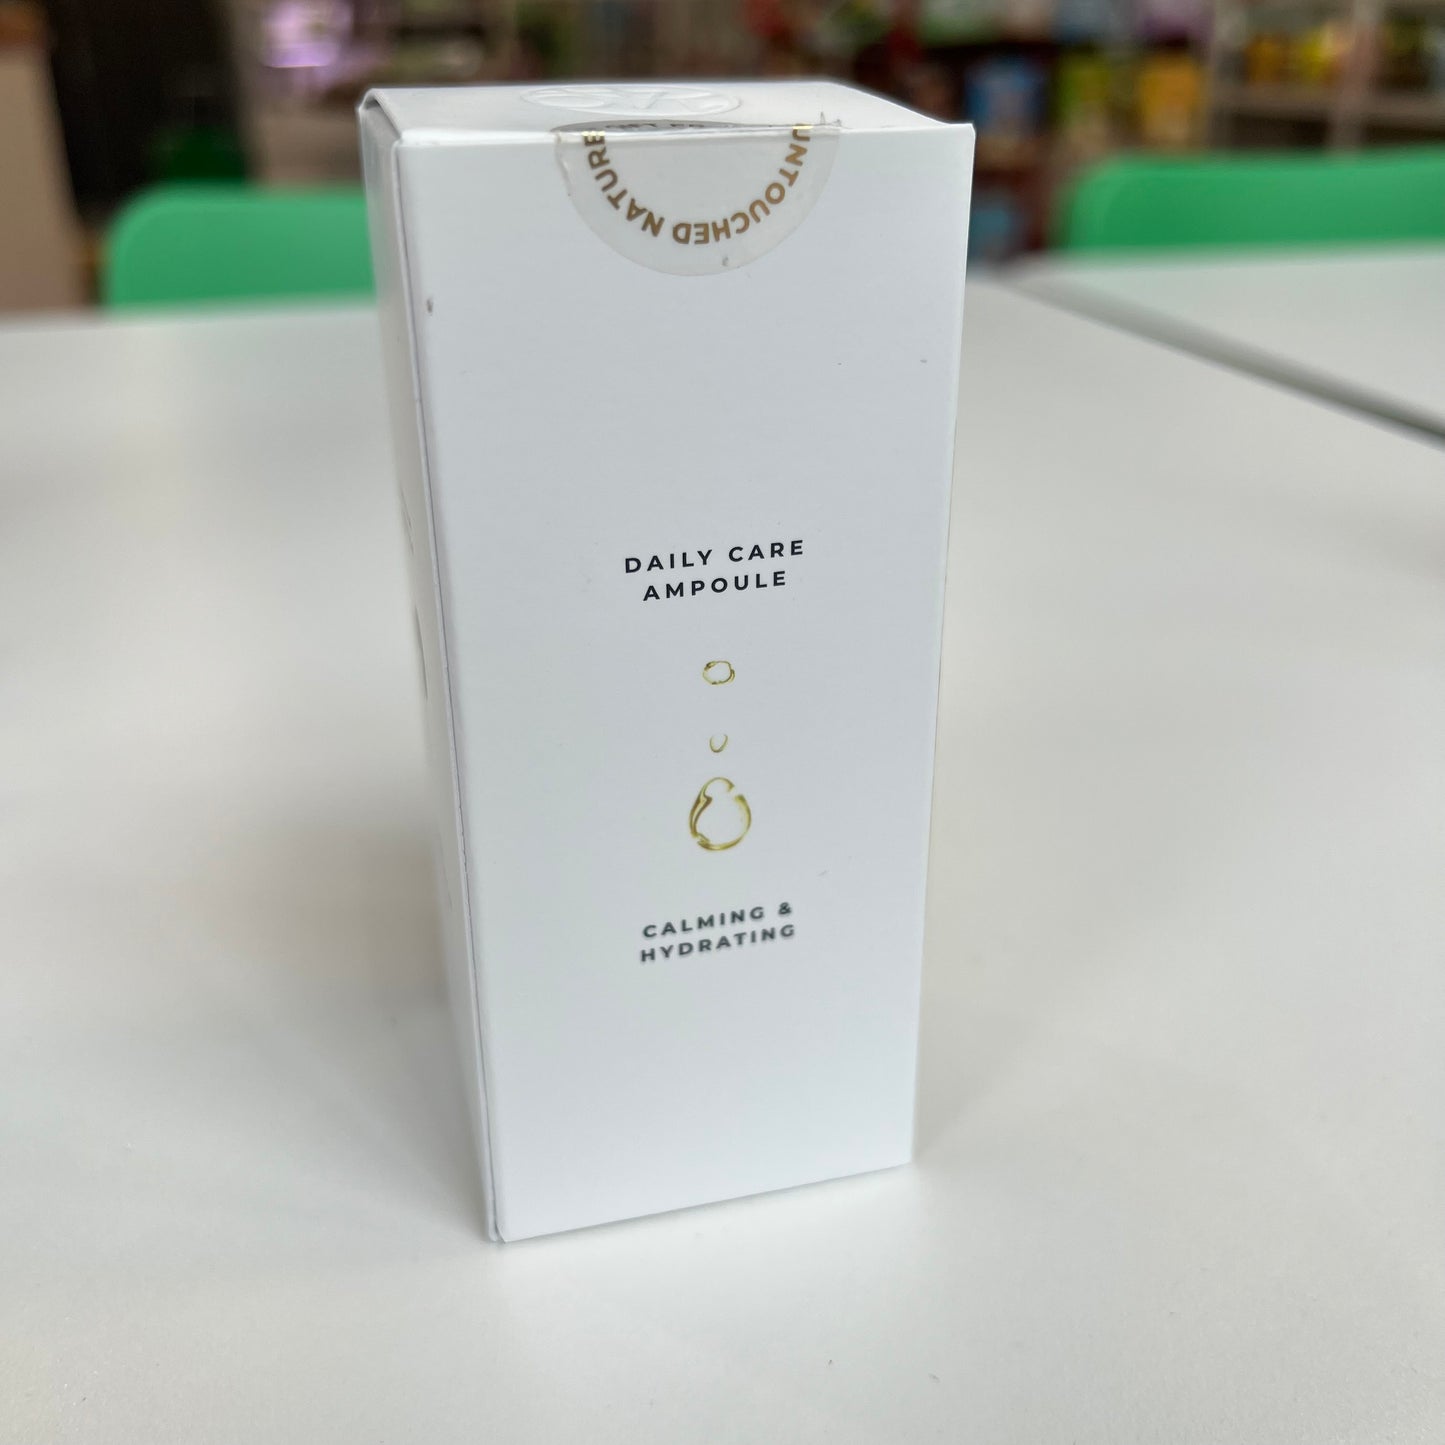 UNTOUCHED NATURE
DAILY CARE
AMPOULE
CALMING &
HYDRATING